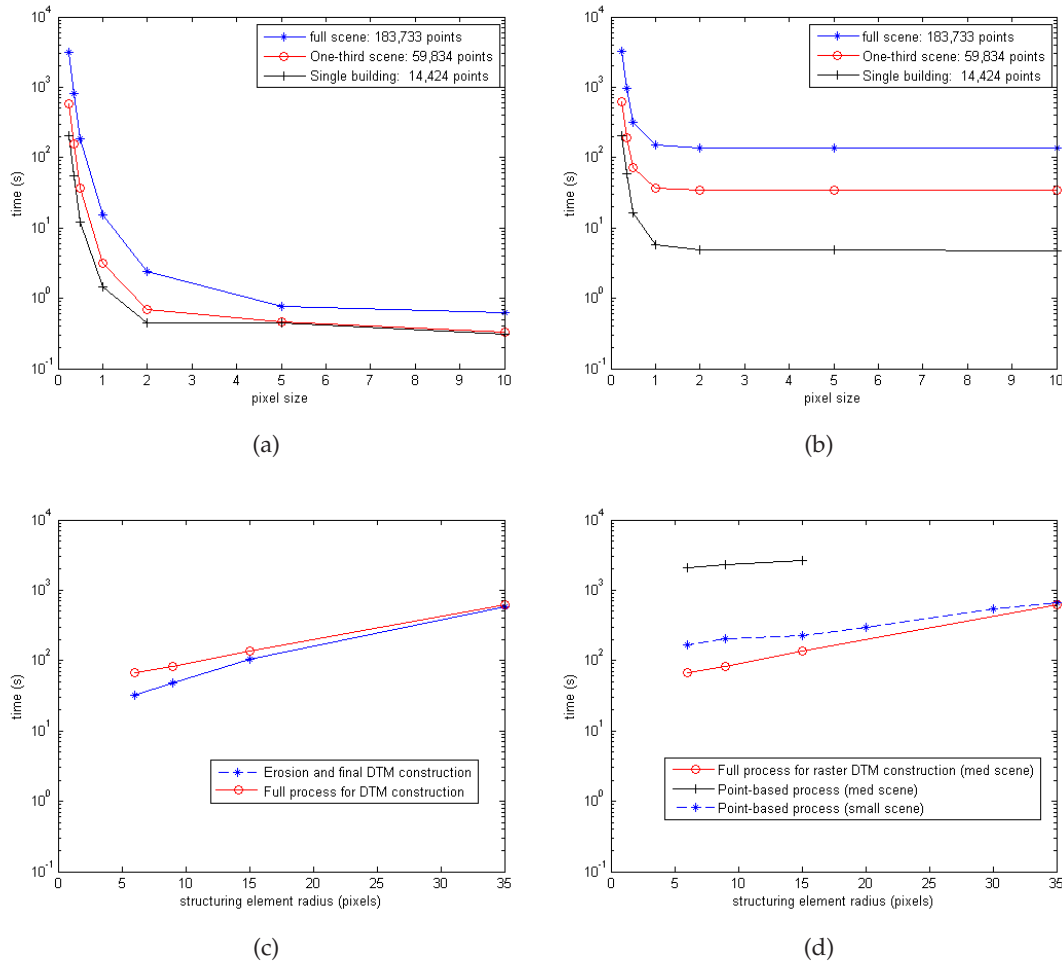 full scene: 183,733 points
One-third scene: 59,834 points
Single building: 14,424 points
10^4
10^3
10^2
10^1
10^0
10^-1
time (s)
0 1 2 3 4 5 6 7 8 9 10
pixel size
(a)
full scene: 183,733 points
One-third scene: 59,834 points
Single building: 14,424 points
10^4
10^3
10^2
10^1
10^0
10^-1
time (s)
0 1 2 3 4 5 6 7 8 9 10
pixel size
(b)
10^4
10^3
10^2
10^1
10^0
10^-1
time (s)
Erosion and final DTM construction
Full process for DTM construction
0 5 10 15 20 25 30 35
structuring element radius (pixels)
(c)
10^4
10^3
10^2
10^1
10^0
10^-1
time (s)
Full process for raster DTM construction (med scene)
Point-based process (med scene)
Point-based process (small scene)
0 5 10 15 20 25 30 35
structuring element radius (pixels)
(d)